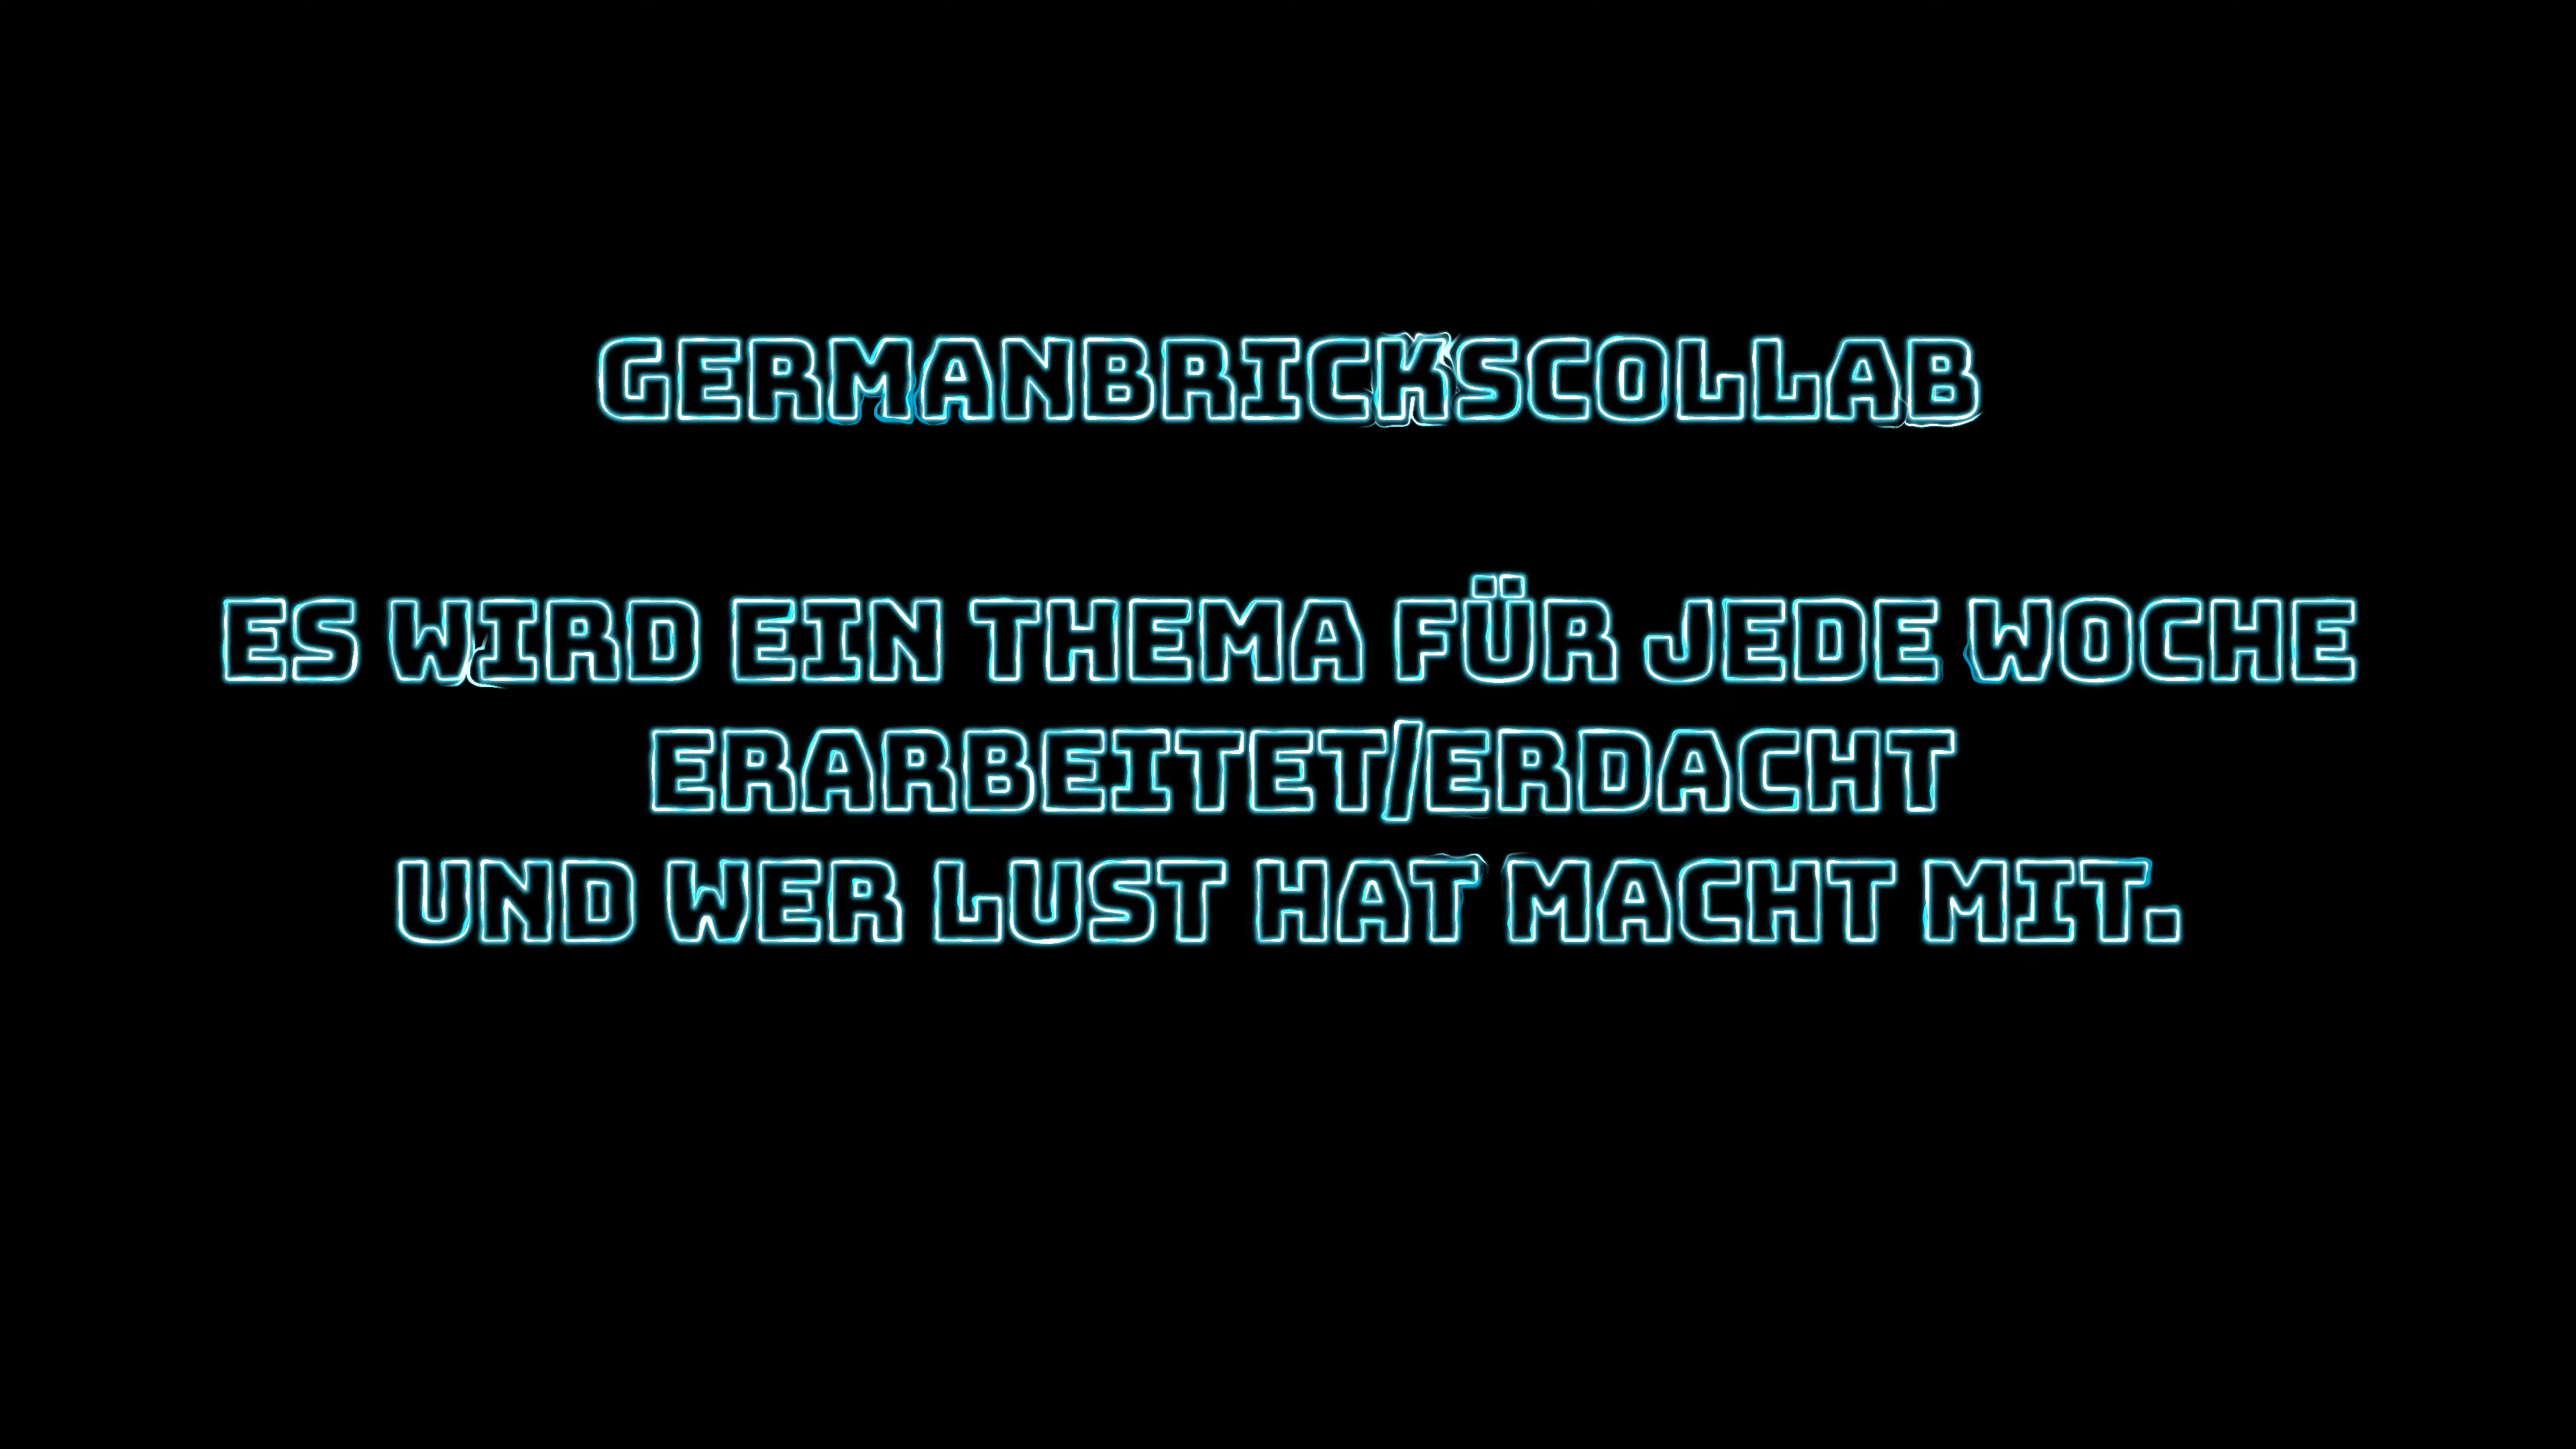 GERMANBRICKSCOLLAB
ES WIRD EIN THEMA FÜR JEDE WOCHE
ERARBEITET/ERDACHT
UND WER LUST HAT MACHT MIT.